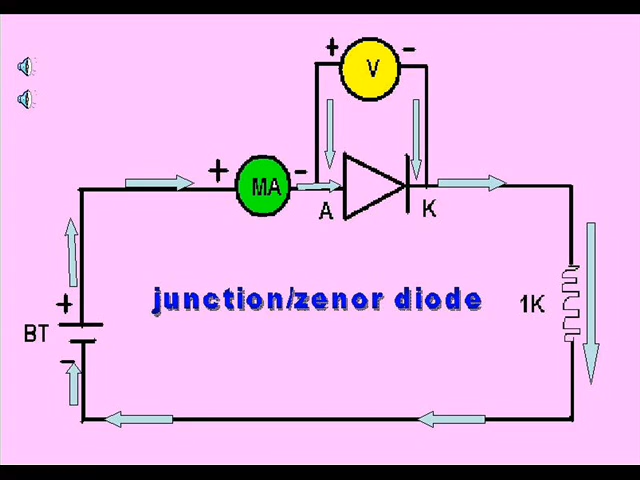 + V -
+ MA -
A K
junction/zenor diode
1K
+
BT
-